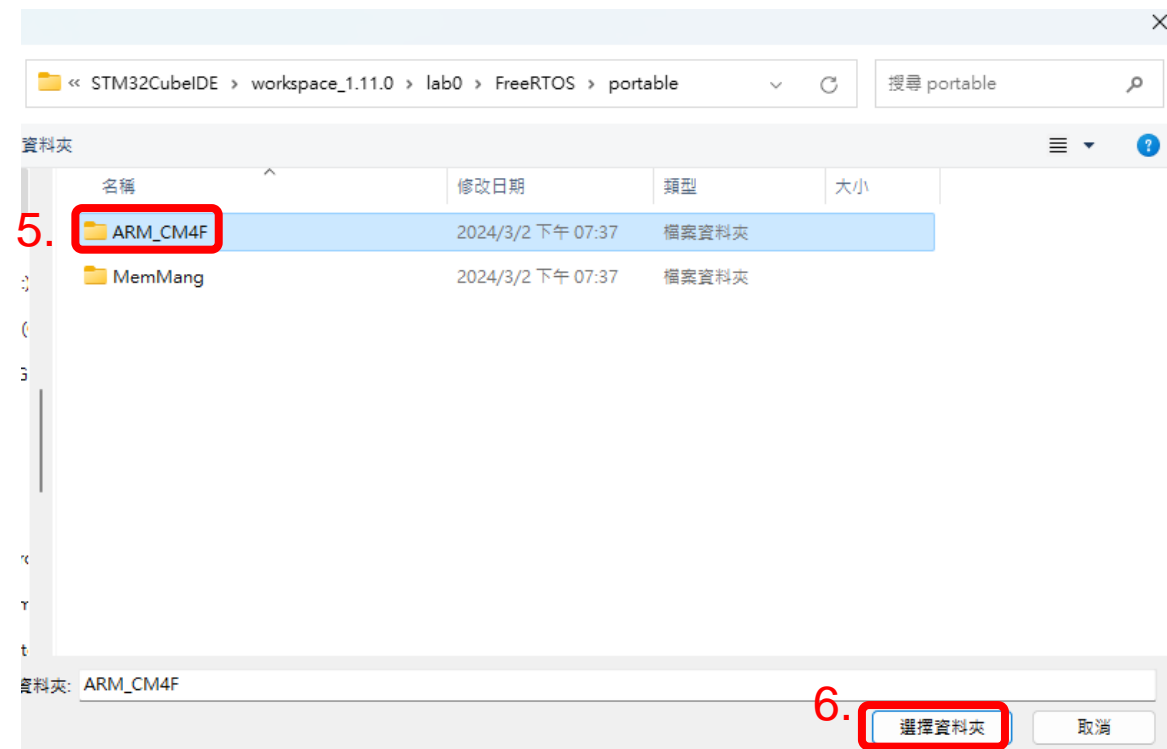 « STM32CubeIDE > workspace_1.11.0 > lab0 > FreeRTOS > portable
搜尋 portable
資料夾
名稱 修改日期 類型 大小
5. ARM_CM4F 2024/3/2 下午 07:37 檔案資料夾
MemMang 2024/3/2 下午 07:37 檔案資料夾
資料夾: ARM_CM4F
6. 選擇資料夾 取消